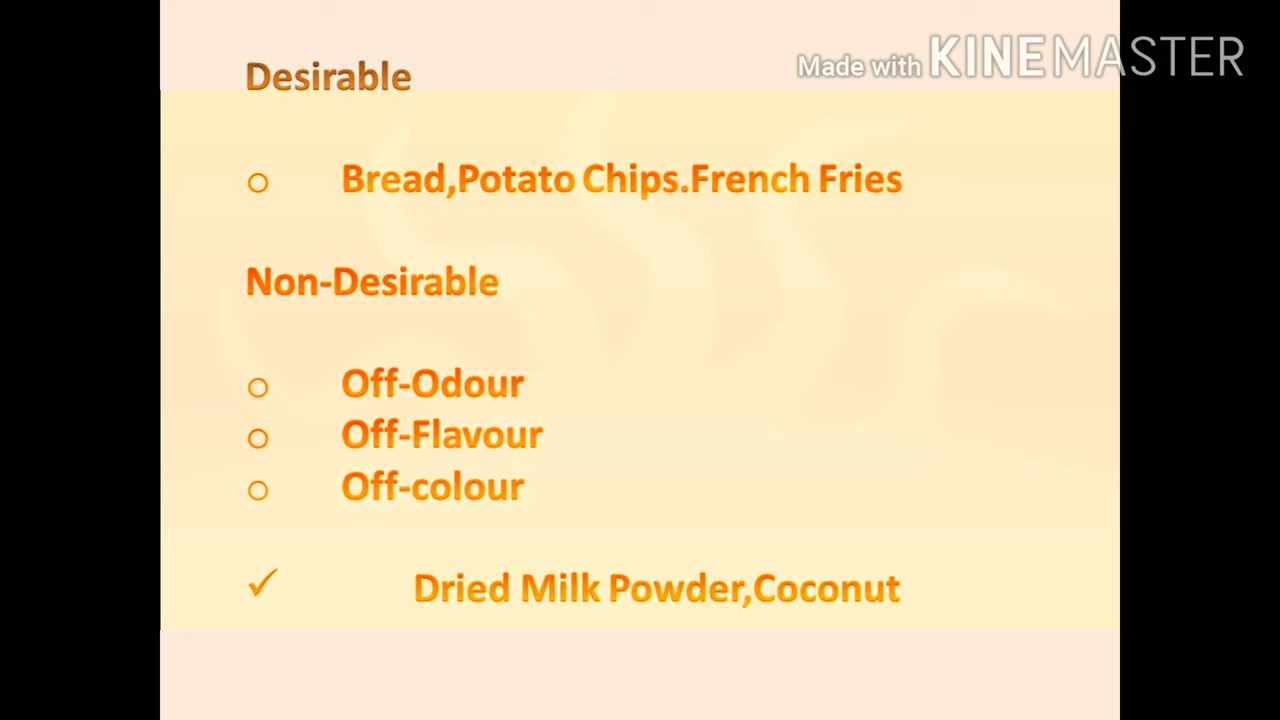 Made with KINEMASTER
Desirable
o Bread,Potato Chips.French Fries
Non-Desirable
o Off-Odour
o Off-Flavour
o Off-colour
✓ Dried Milk Powder,Coconut